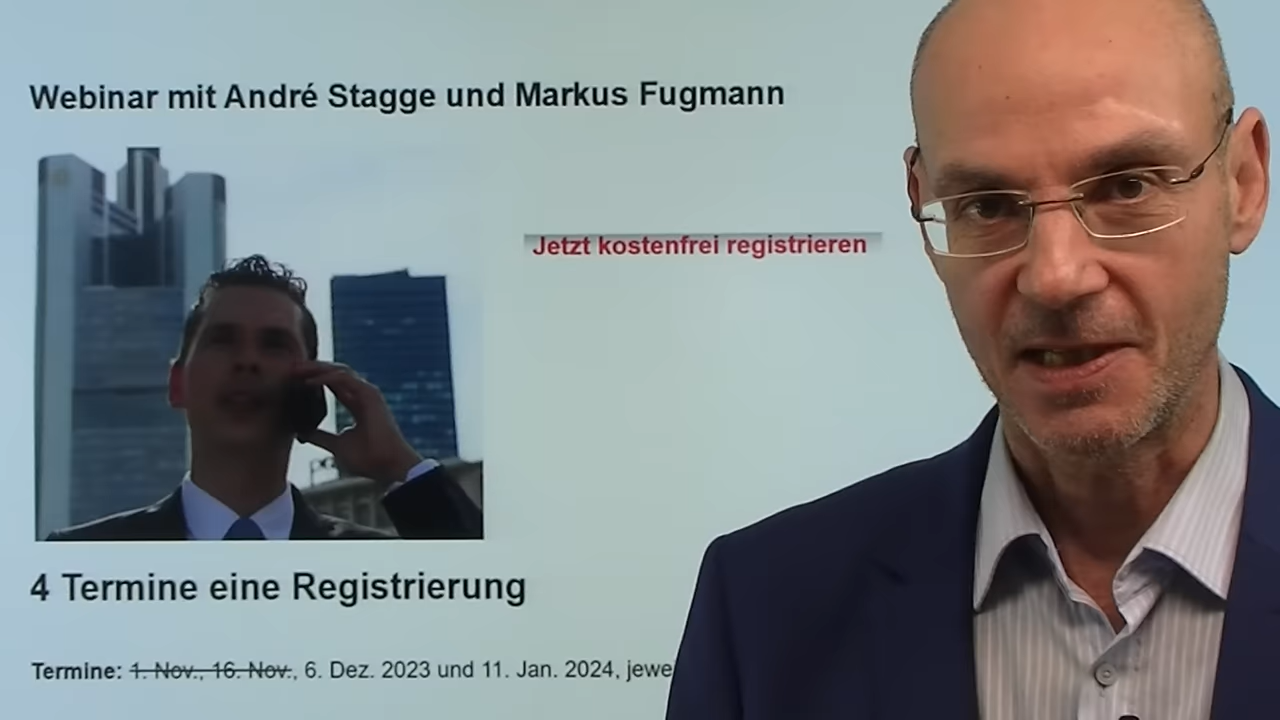 Webinar mit André Stagge und Markus Fugmann
Jetzt kostenfrei registrieren
4 Termine eine Registrierung
Termine: 1. Nov., 16. Nov., 6. Dez. 2023 und 11. Jan. 2024, jewe